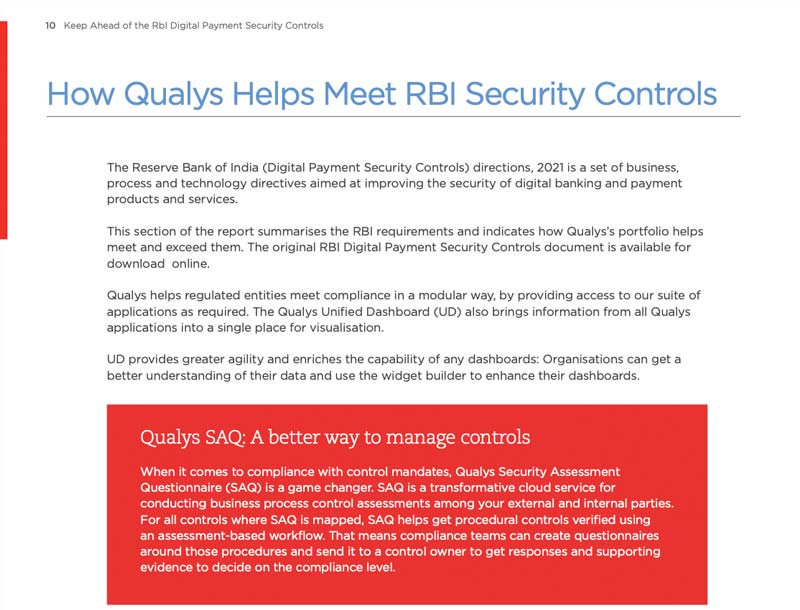 10 Keep Ahead of the RbI Digital Payment Security Controls
How Qualys Helps Meet RBI Security Controls
The Reserve Bank of India (Digital Payment Security Controls) directions, 2021 is a set of business,
process and technology directives aimed at improving the security of digital banking and payment
products and services.
This section of the report summarises the RBI requirements and indicates how Qualys's portfolio helps
meet and exceed them. The original RBI Digital Payment Security Controls document is available for
download online.
Qualys helps regulated entities meet compliance in a modular way, by providing access to our suite of
applications as required. The Qualys Unified Dashboard (UD) also brings information from all Qualys
applications into a single place for visualisation.
UD provides greater agility and enriches the capability of any dashboards: Organisations can get a
better understanding of their data and use the widget builder to enhance their dashboards.
Qualys SAQ: A better way to manage controls
When it comes to compliance with control mandates, Qualys Security Assessment
Questionnaire (SAQ) is a game changer. SAQ is a transformative cloud service for
conducting business process control assessments among your external and internal parties.
For all controls where SAQ is mapped, SAQ helps get procedural controls verified using
an assessment-based workflow. That means compliance teams can create questionnaires
around those procedures and send it to a control owner to get responses and supporting
evidence to decide on the compliance level.